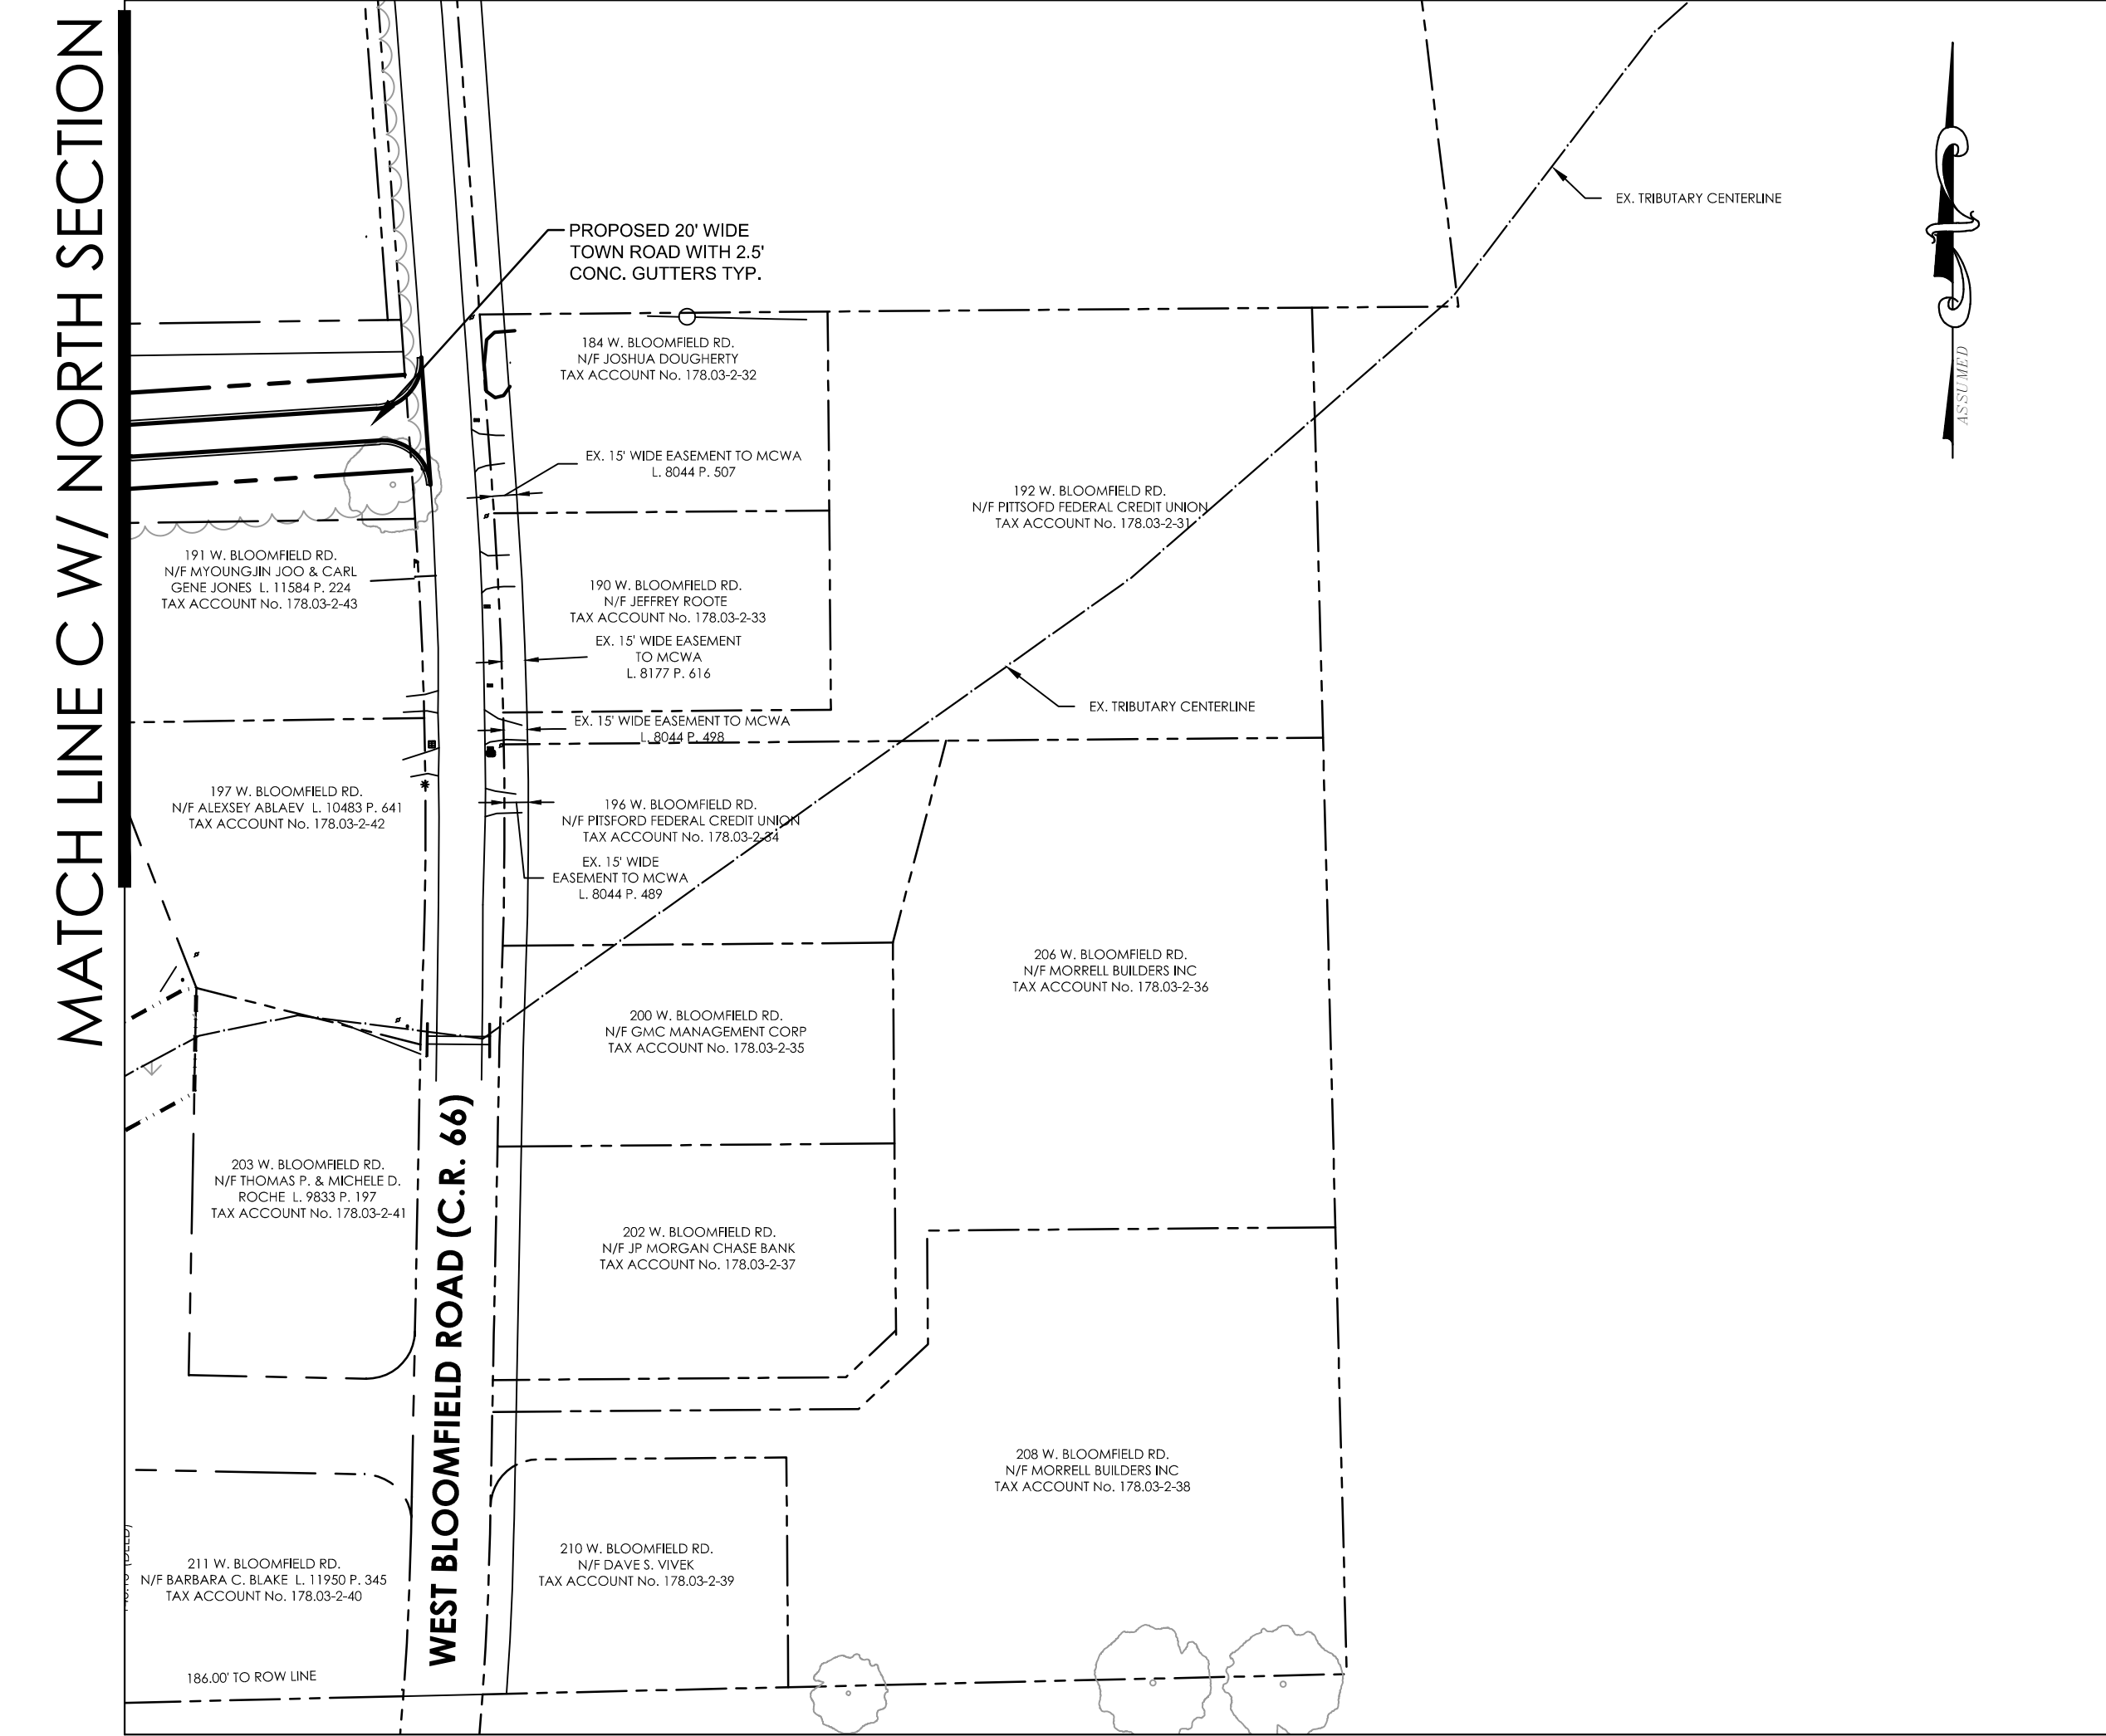 MATCH LINE C W/ NORTH SECTION
PROPOSED 20' WIDE
TOWN ROAD WITH 2.5'
CONC. GUTTERS TYP.
EX. TRIBUTARY CENTERLINE
ASSUMED
184 W. BLOOMFIELD RD.
N/F JOSHUA DOUGHERTY
TAX ACCOUNT No. 178.03-2-32
EX. 15' WIDE EASEMENT TO MCWA
L. 8044 P. 507
192 W. BLOOMFIELD RD.
N/F PITTSOFD FEDERAL CREDIT UNION
TAX ACCOUNT No. 178.03-2-31
191 W. BLOOMFIELD RD.
N/F MYOUNGJIN JOO & CARL
GENE JONES L. 11584 P. 224
TAX ACCOUNT No. 178.03-2-43
190 W. BLOOMFIELD RD.
N/F JEFFREY ROOTE
TAX ACCOUNT No. 178.03-2-33
EX. 15' WIDE EASEMENT
TO MCWA
L. 8177 P. 616
EX. TRIBUTARY CENTERLINE
EX. 15' WIDE EASEMENT TO MCWA
L. 8044 P. 498
197 W. BLOOMFIELD RD.
N/F ALEXSEY ABLAEV L. 10483 P. 641
TAX ACCOUNT No. 178.03-2-42
196 W. BLOOMFIELD RD.
N/F PITSFORD FEDERAL CREDIT UNION
TAX ACCOUNT No. 178.03-2-34
EX. 15' WIDE
EASEMENT TO MCWA
L. 8044 P. 489
206 W. BLOOMFIELD RD.
N/F MORRELL BUILDERS INC
TAX ACCOUNT No. 178.03-2-36
200 W. BLOOMFIELD RD.
N/F GMC MANAGEMENT CORP
TAX ACCOUNT No. 178.03-2-35
WEST BLOOMFIELD ROAD (C.R. 66)
203 W. BLOOMFIELD RD.
N/F THOMAS P. & MICHELE D.
ROCHE L. 9833 P. 197
TAX ACCOUNT No. 178.03-2-41
202 W. BLOOMFIELD RD.
N/F JP MORGAN CHASE BANK
TAX ACCOUNT No. 178.03-2-37
208 W. BLOOMFIELD RD.
N/F MORRELL BUILDERS INC
TAX ACCOUNT No. 178.03-2-38
211 W. BLOOMFIELD RD.
N/F BARBARA C. BLAKE L. 11950 P. 345
TAX ACCOUNT No. 178.03-2-40
210 W. BLOOMFIELD RD.
N/F DAVE S. VIVEK
TAX ACCOUNT No. 178.03-2-39
186.00' TO ROW LINE